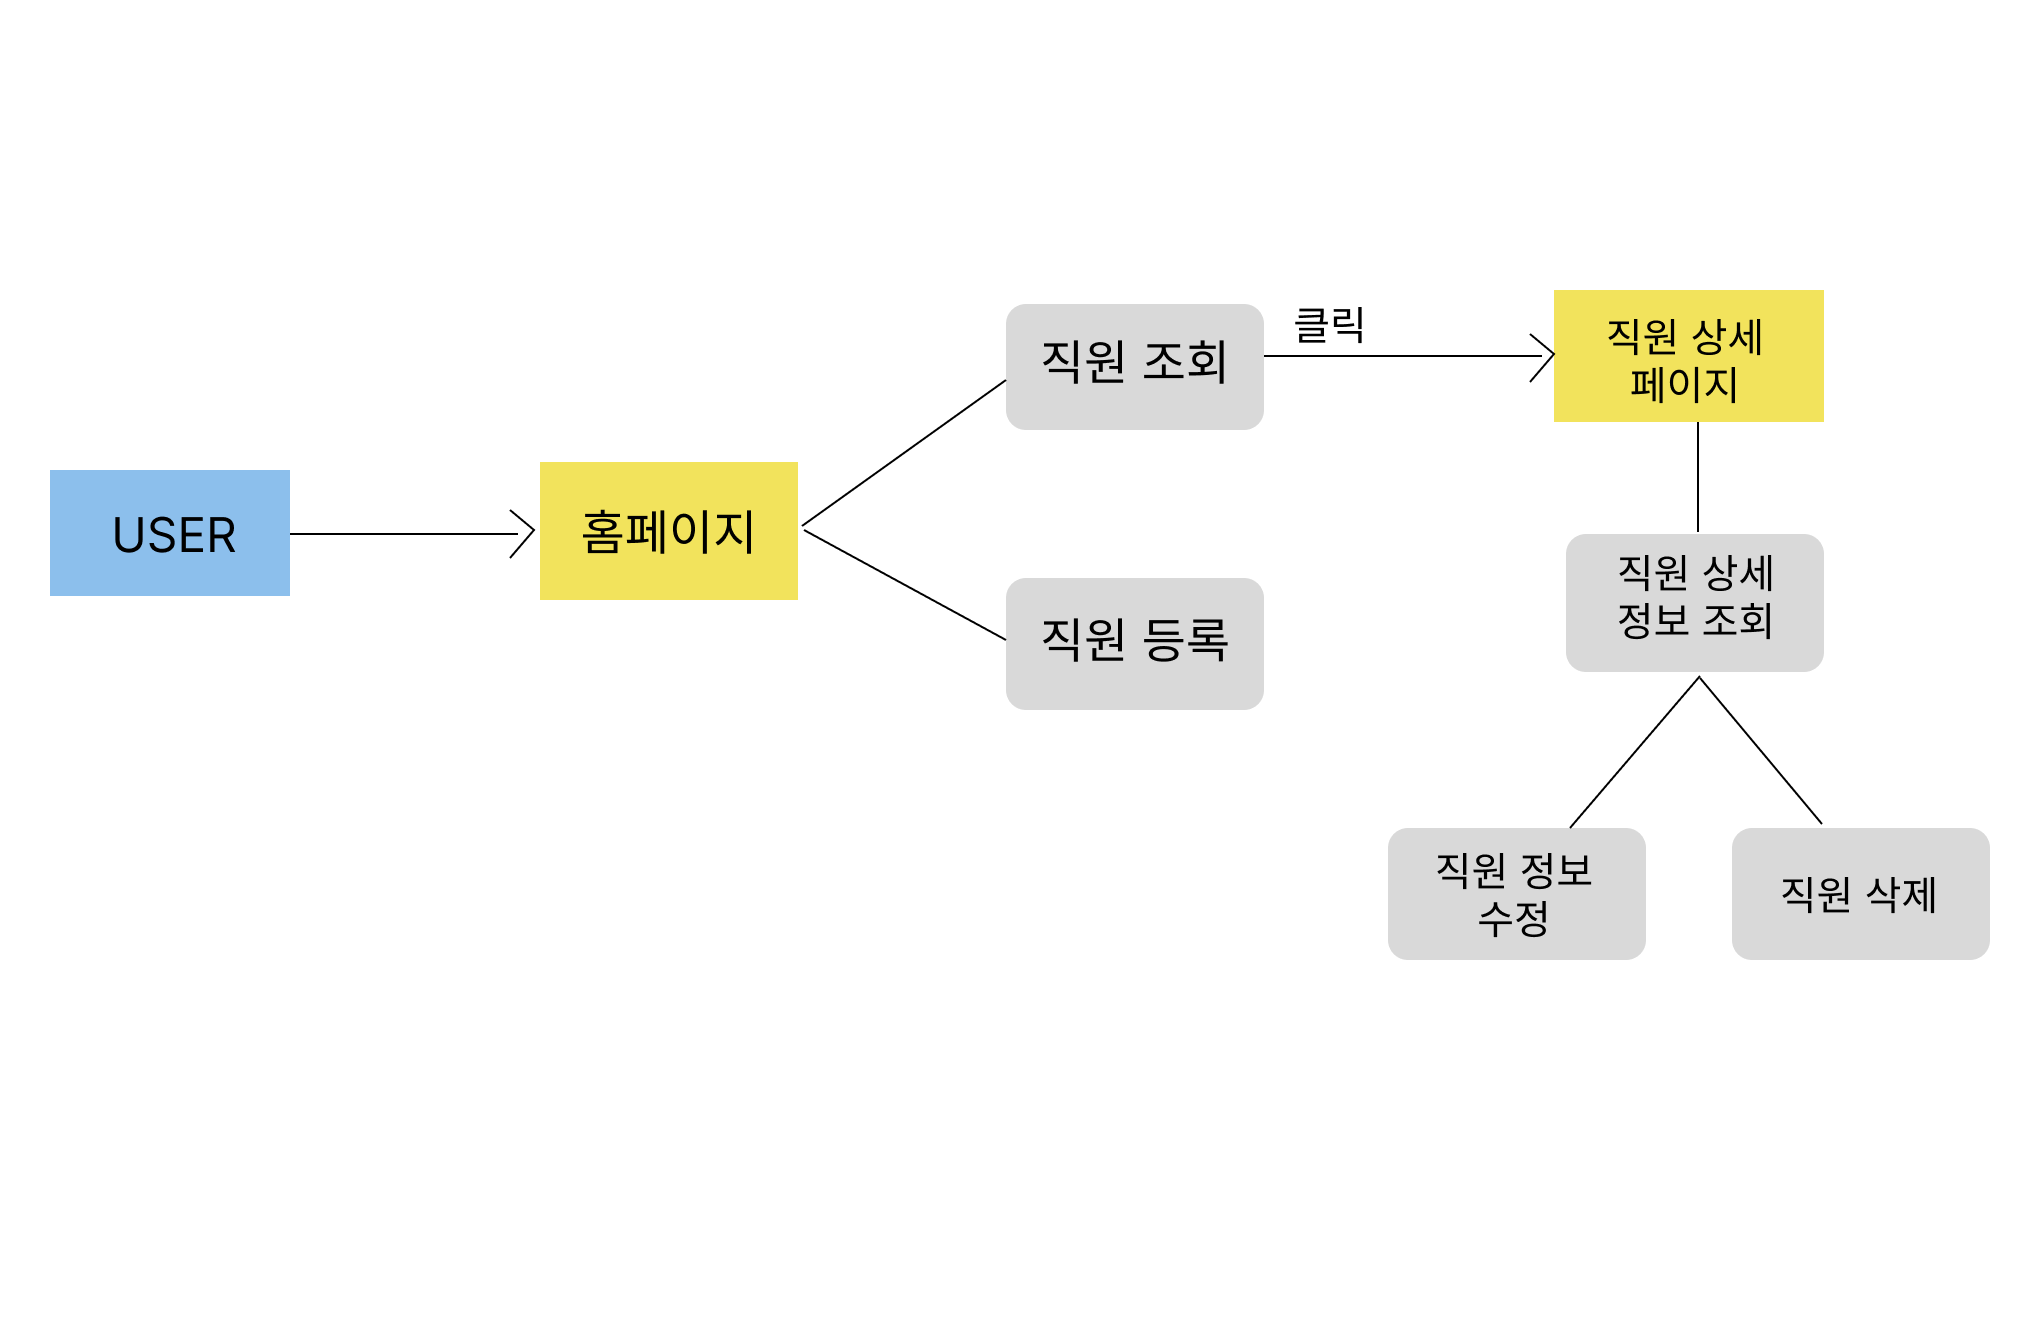 USER
홈페이지
직원 조회
직원 등록
클릭
직원 상세
페이지
직원 상세
정보 조회
직원 정보
수정
직원 삭제